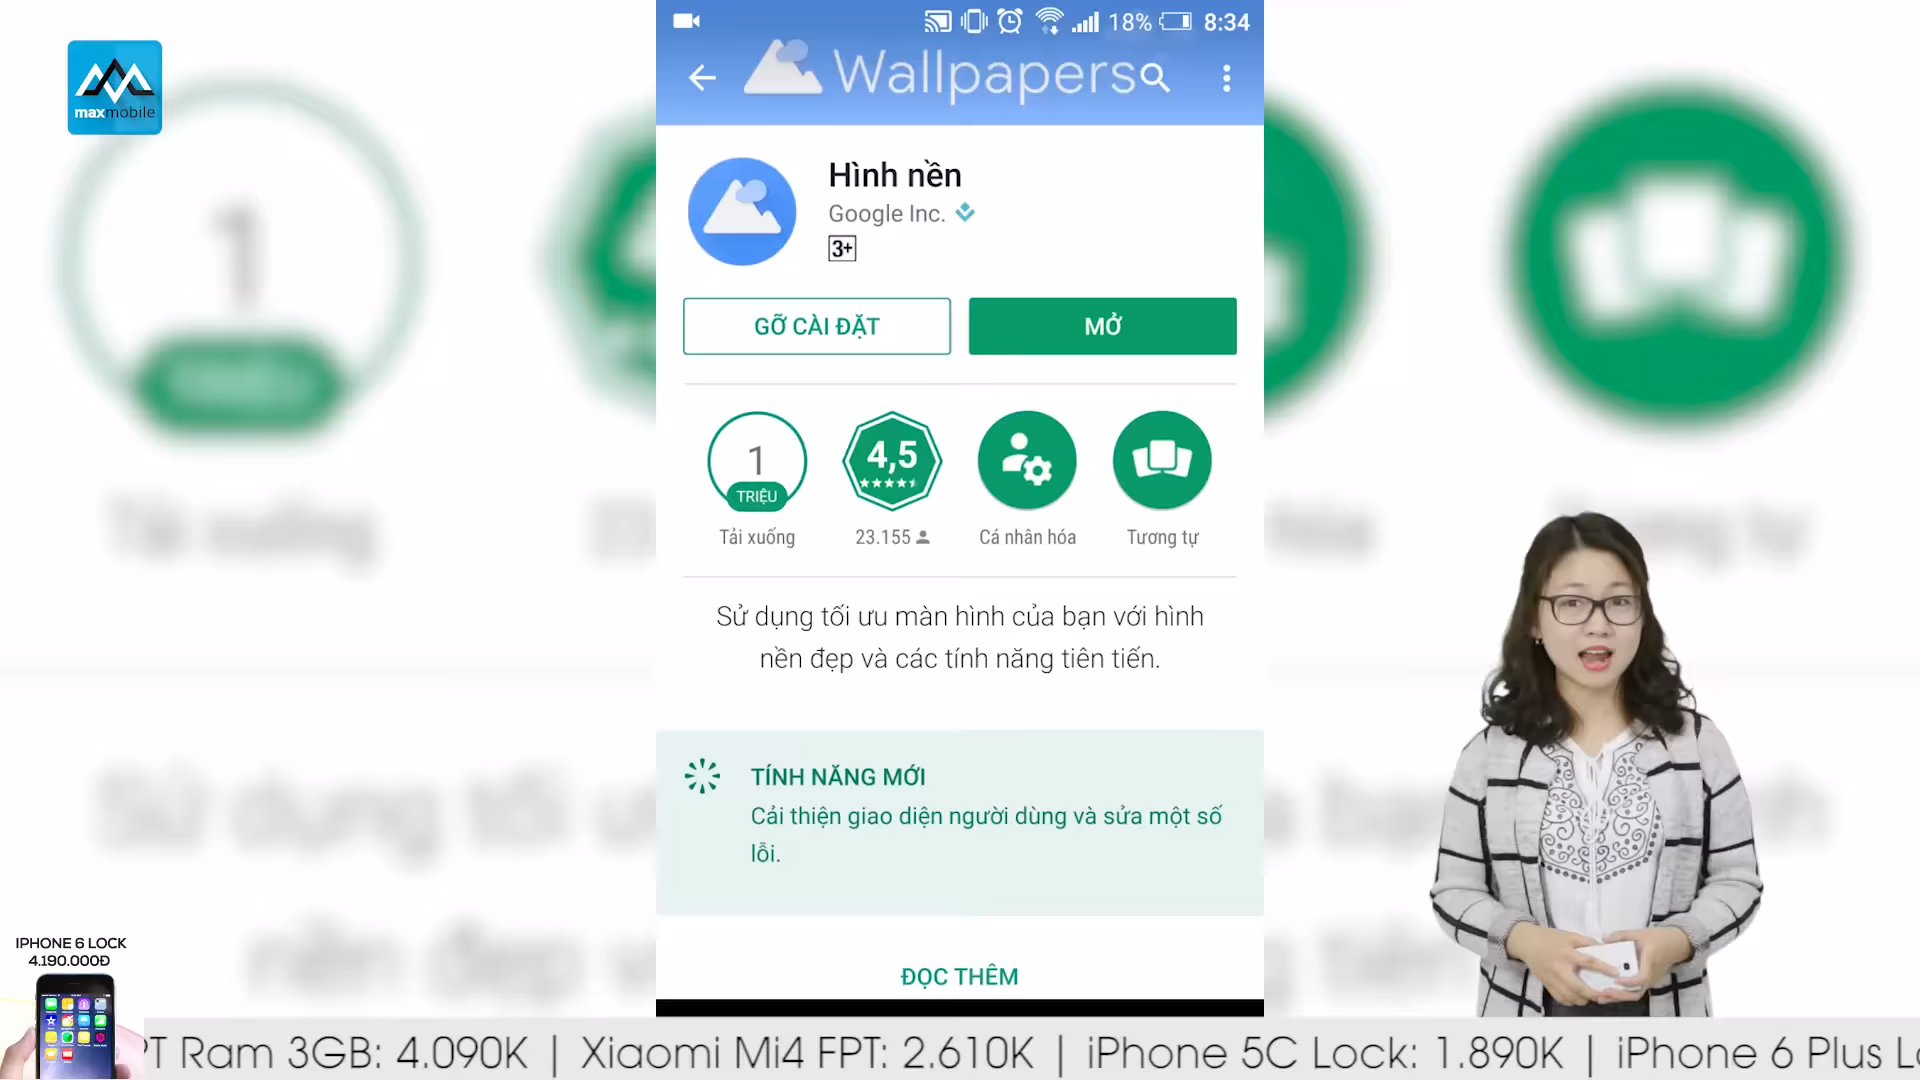 18% 8:34
Wallpapers
maxmobile
Hình nền
Google Inc.
3+
GỠ CÀI ĐẶT
MỞ
1
TRIỆU
4,5
Tải xuống
23.155
Cá nhân hóa
Tương tự
Sử dụng tối ưu màn hình của bạn với hình
nền đẹp và các tính năng tiên tiến.
TÍNH NĂNG MỚI
Cải thiện giao diện người dùng và sửa một số
lỗi.
ĐỌC THÊM
IPHONE 6 LOCK
4.190.000Đ
PT Ram 3GB: 4.090K | Xiaomi Mi4 FPT: 2.610K | iPhone 5C Lock: 1.890K | iPhone 6 Plus Lo